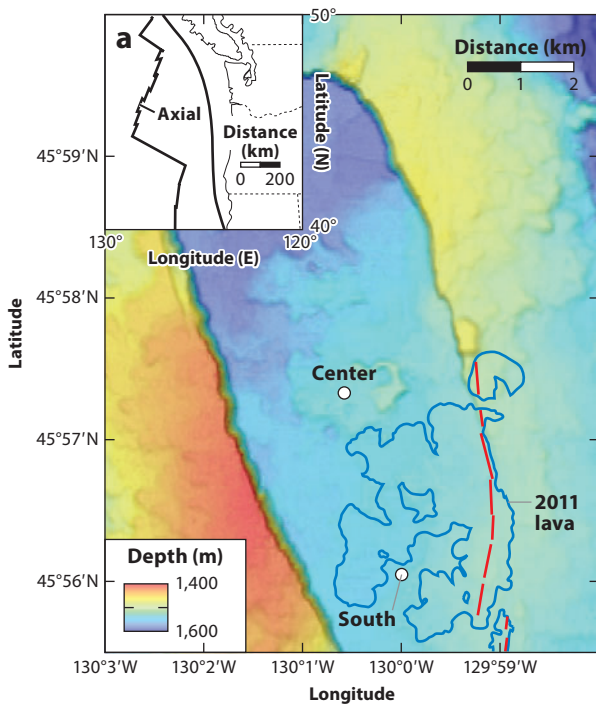 a
50°
Axial
Distance
(km)
0 200
40°
130°
120°
Latitude (N)
Longitude (E)
Distance (km)
0 1 2
45°59′N
45°58′N
45°57′N
45°56′N
Latitude
Center
South
2011
lava
Depth (m)
1,400
1,600
130°3′W 130°2′W 130°1′W 130°0′W 129°59′W
Longitude